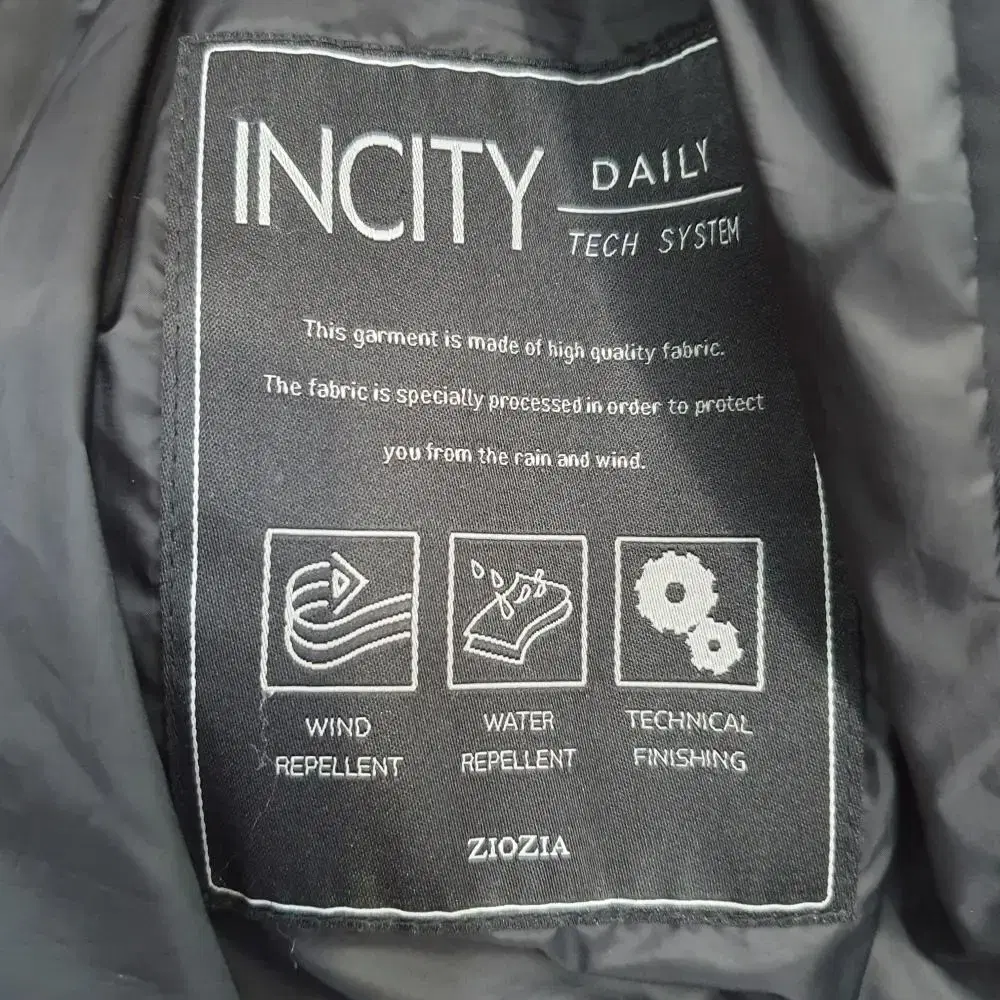 INCITY
DAILY
TECH SYSTEM
This garment is made of high quality fabric.
The fabric is specially processed in order to protect
you from the rain and wind.
WIND
REPELLENT
WATER
REPELLENT
TECHNICAL
FINISHING
ZIOZIA